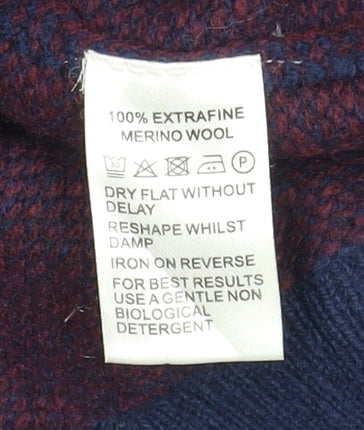 100% EXTRAFINE
MERINO WOOL
30 P
DRY FLAT WITHOUT
DELAY
RESHAPE WHILST
DAMP
IRON ON REVERSE
FOR BEST RESULTS
USE A GENTLE NON
BIOLOGICAL
DETERGENT